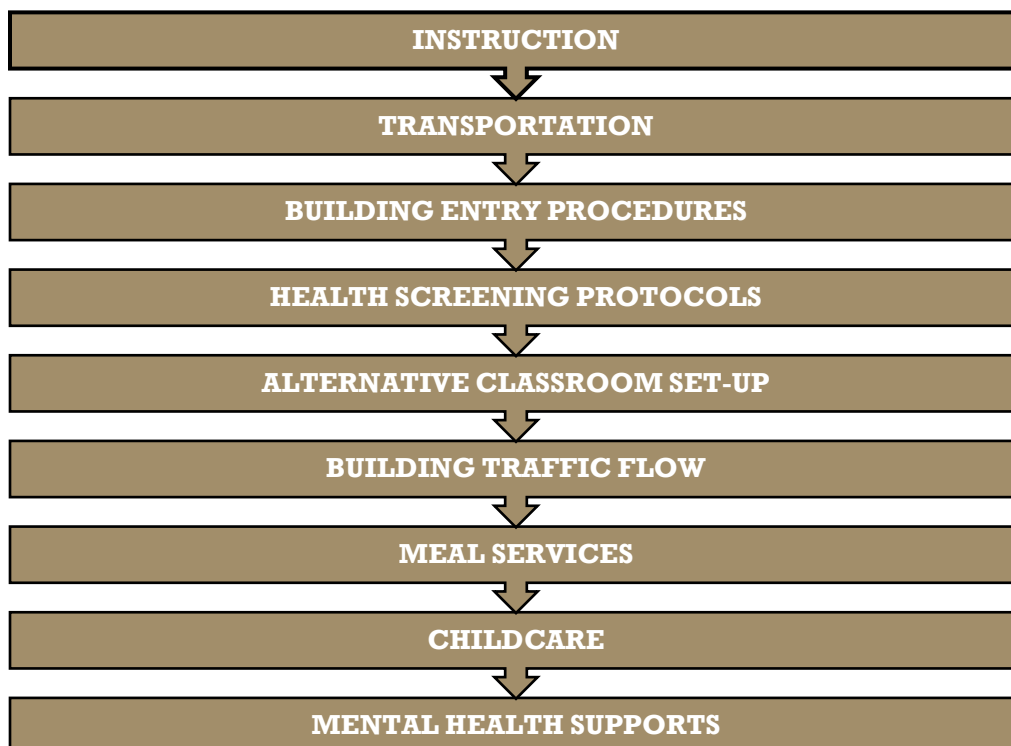 INSTRUCTION
TRANSPORTATION
BUILDING ENTRY PROCEDURES
HEALTH SCREENING PROTOCOLS
ALTERNATIVE CLASSROOM SET-UP
BUILDING TRAFFIC FLOW
MEAL SERVICES
CHILDCARE
MENTAL HEALTH SUPPORTS